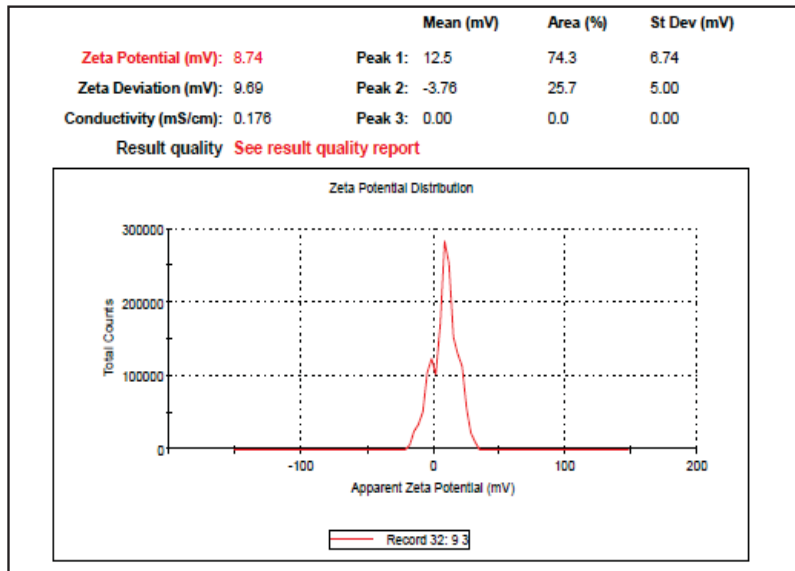 Mean (mV) Area (%) St Dev (mV)
Zeta Potential (mV): 8.74 Peak 1: 12.5 74.3 6.74
Zeta Deviation (mV): 9.69 Peak 2: -3.76 25.7 5.00
Conductivity (mS/cm): 0.176 Peak 3: 0.00 0.0 0.00
Result quality See result quality report
Zeta Potential Distribution
300000
200000
100000
0
Total Counts
-100 0 100 200
Apparent Zeta Potential (mV)
Record 32: 9 3